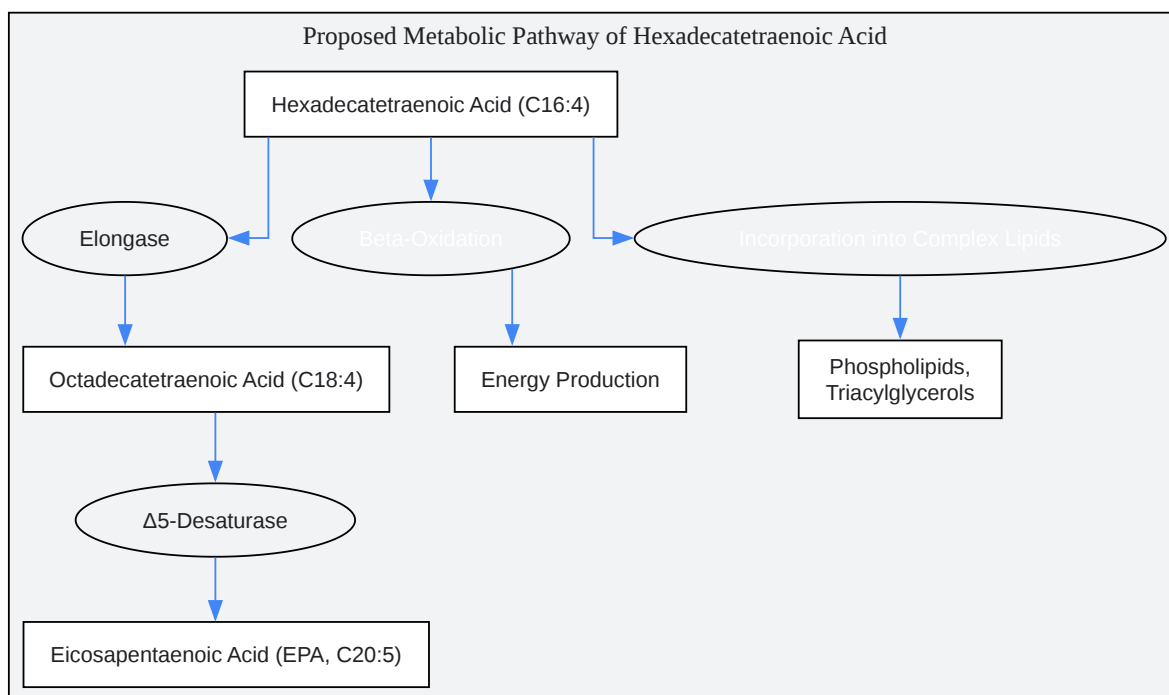 Proposed Metabolic Pathway of Hexadecatetraenoic Acid
Hexadecatetraenoic Acid (C16:4)
Elongase
Beta-Oxidation
Incorporation into Complex Lipids
Octadecatetraenoic Acid (C18:4)
Energy Production
Phospholipids,
Triacylglycerols
Δ5-Desaturase
Eicosapentaenoic Acid (EPA, C20:5)